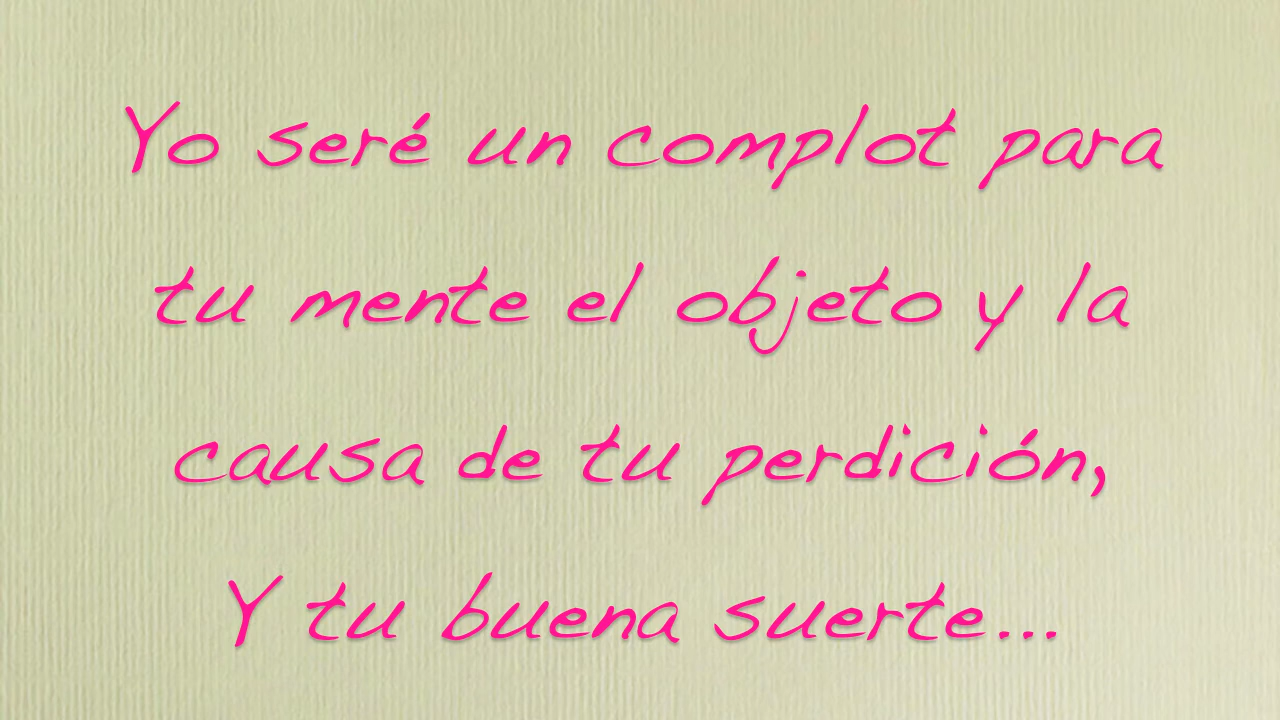 Yo seré un complot para
tu mente el objeto y la
causa de tu perdición,
Y tu buena suerte...